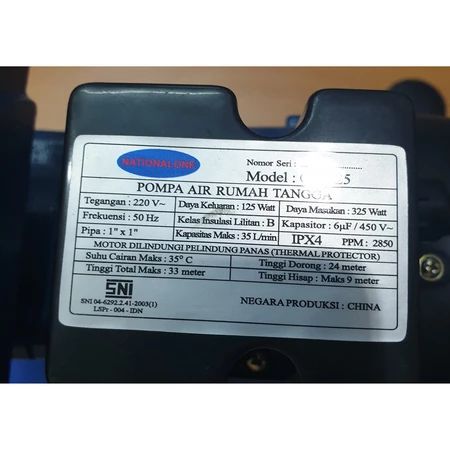 NATIONAL-ONE
Nomor Seri :
Model :
POMPA AIR RUMAH TANGGA
Tegangan : 220 V~ Daya Keluaran : 125 Watt Daya Masukan : 325 Watt
Frekuensi : 50 Hz Kelas Insulasi Lilitan : B Kapasitor : 6μF / 450 V~
Pipa : 1" x 1" Kapasitas Maks : 35 L/min IPX4 PPM : 2850
MOTOR DILINDUNGI PELINDUNG PANAS (THERMAL PROTECTOR)
Suhu Cairan Maks : 35° C Tinggi Dorong : 24 meter
Tinggi Total Maks : 33 meter Tinggi Hisap : Maks 9 meter
SNI
SNI 04-6292.2.41-2003(1)
LSPr - 004 - IDN
NEGARA PRODUKSI : CHINA